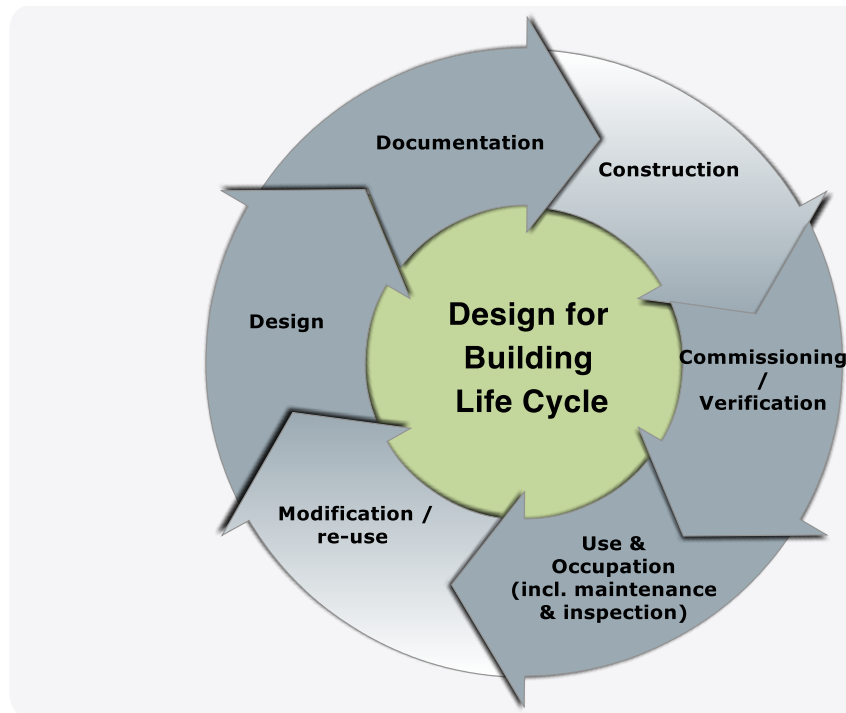 Documentation
Construction
Design
Design for
Building
Life Cycle
Commissioning
/
Verification
Modification /
re-use
Use &
Occupation
(incl. maintenance
& inspection)